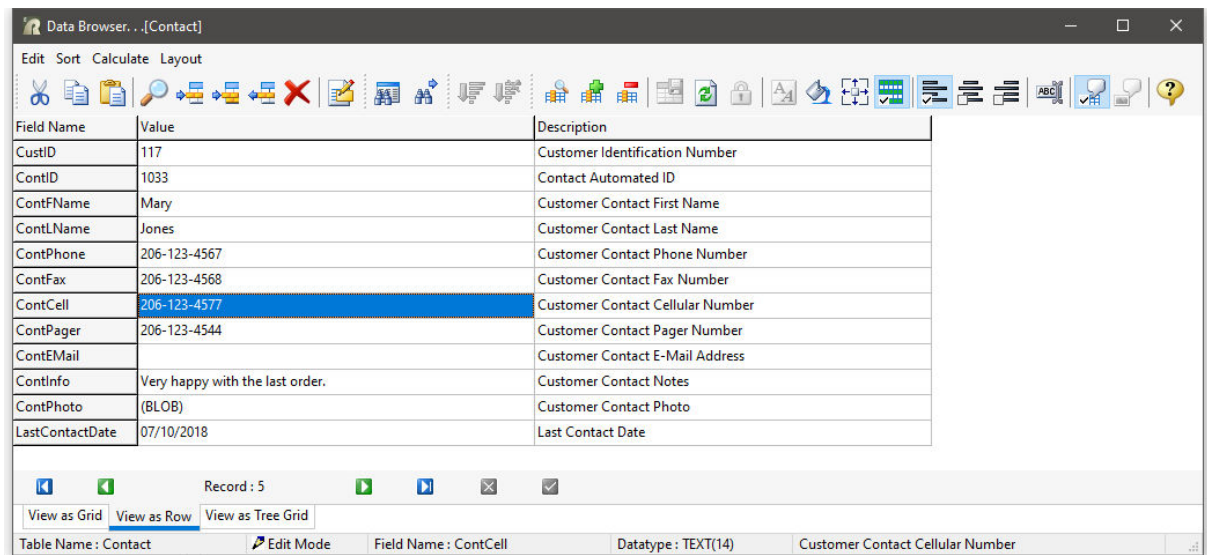 Data Browser. . .[Contact]
Edit Sort Calculate Layout
ABC
Field Name Value Description
CustID 117 Customer Identification Number
ContID 1033 Contact Automated ID
ContFName Mary Customer Contact First Name
ContLName Jones Customer Contact Last Name
ContPhone 206-123-4567 Customer Contact Phone Number
ContFax 206-123-4568 Customer Contact Fax Number
ContCell 206-123-4577 Customer Contact Cellular Number
ContPager 206-123-4544 Customer Contact Pager Number
ContEMail Customer Contact E-Mail Address
ContInfo Very happy with the last order. Customer Contact Notes
ContPhoto (BLOB) Customer Contact Photo
LastContactDate 07/10/2018 Last Contact Date
Record : 5
View as Grid View as Row View as Tree Grid
Table Name : Contact Edit Mode Field Name : ContCell Datatype : TEXT(14) Customer Contact Cellular Number